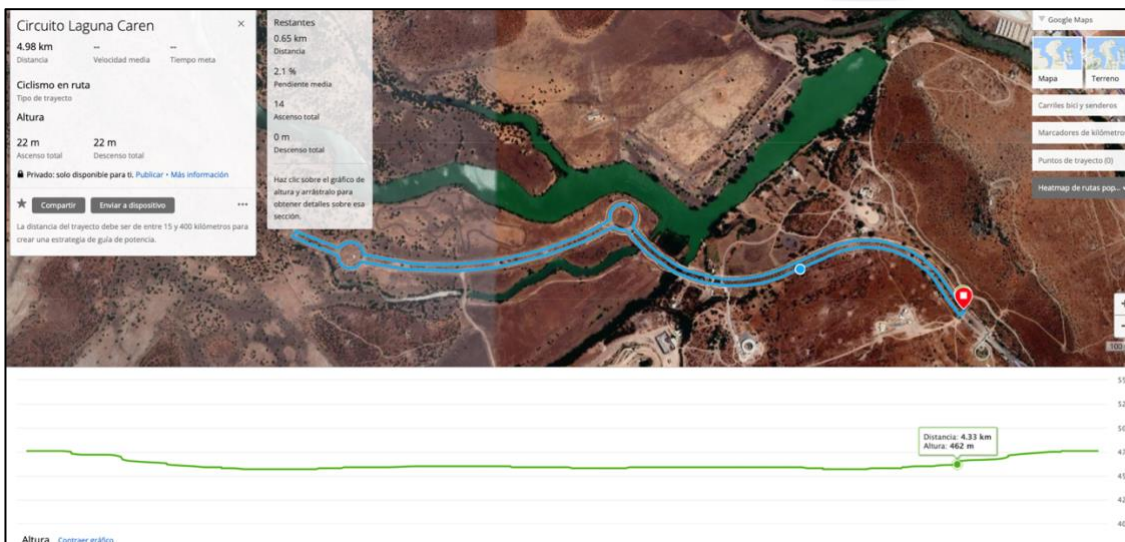 Circuito Laguna Caren ×
4.98 km -- --
Distancia Velocidad media Tiempo meta
Ciclismo en ruta
Tipo de trayecto
Altura
22 m 22 m
Ascenso total Descenso total
Privado: solo disponible para ti. Publicar • Más información
Compartir Enviar a dispositivo •••
La distancia del trayecto debe ser de entre 15 y 400 kilómetros para
crear una estrategia de guía de potencia.
Restantes
0.65 km
Distancia
2.1 %
Pendiente media
14
Ascenso total
0 m
Descenso total
Haz clic sobre el gráfico de
altura y arrástralo para
obtener detalles sobre esa
sección.
Google Maps
Mapa Terreno
Carriles bici y senderos
Marcadores de kilómetro
Puntos de trayecto (0)
Heatmap de rutas pop...
+
100
Distancia: 4.33 km
Altura: 462 m
Altura Contraer gráfico